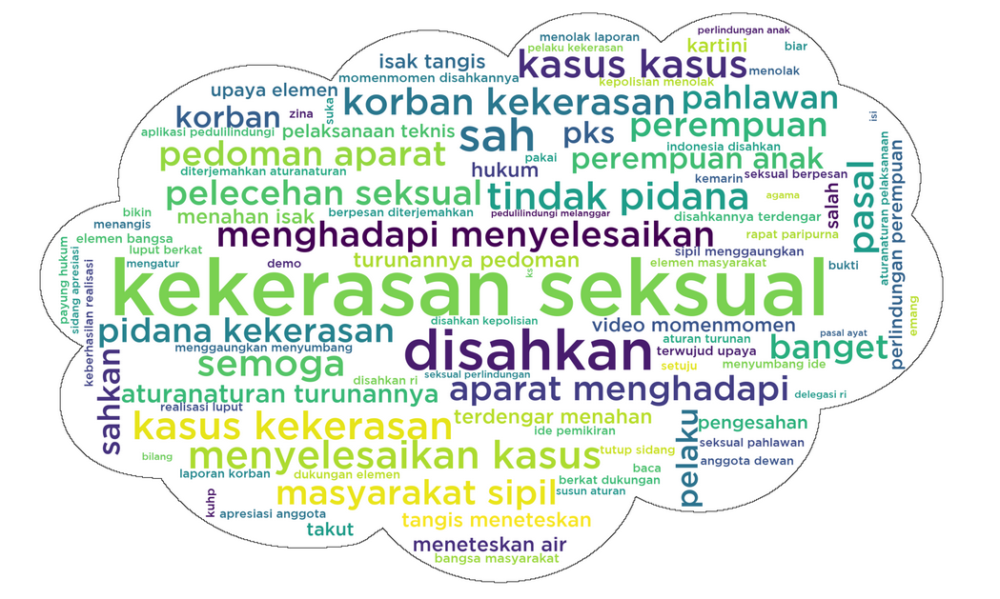 perlindungan anak
menolak laporan
pelaku kekerasan
kartini
biar
isak tangis
kasus kasus
menolak
momenmomen disahkannya
kepolisian menolak
upaya elemen
suka
korban kekerasan
pahlawan
korban
zina
isi
aplikasi pedulilindungi
pelaksanaan teknis
sah
pks
perempuan
pedoman aparat
indonesia disahkan
pakai
perempuan anak
diterjemahkan aturanaturan
hukum
kemarin
seksual berpesan
pasal
aturanaturan pelaksanaan
perlindungan perempuan
pelecehan seksual
tindak pidana
agama
salah
bikin
menahan isak
berpesan diterjemahkan
pedulilindungi melanggar
disahkannya terdengar
menangis
elemen bangsa
menghadapi menyelesaikan
rapat paripurna
payung hukum
sidang apresiasi
keberhasilan realisasi
luput berkat
sipil menggaungkan
mengatur
demo
turunannya pedoman
ks
elemen masyarakat
bukti
kekerasan seksual
emang
disahkan kepolisian
video momenmomen
pidana kekerasan
pasal ayat
disahkan
aturan turunan
banget
menggaungkan menyumbang
terwujud upaya
semoga
setuju
menyumbang ide
sahkan
seksual perlindungan
disahkan ri
aturanaturan turunannya
aparat menghadapi
delegasi ri
realisasi luput
kasus kekerasan
terdengar menahan
pelaku
pengesahan
ide pemikiran
seksual pahlawan
menyelesaikan kasus
tutup sidang
bilang
anggota dewan
baca
laporan korban
dukungan elemen
berkat dukungan
masyarakat sipil
susun aturan
kuhp
apresiasi anggota
takut
tangis meneteskan
meneteskan air
bangsa masyarakat